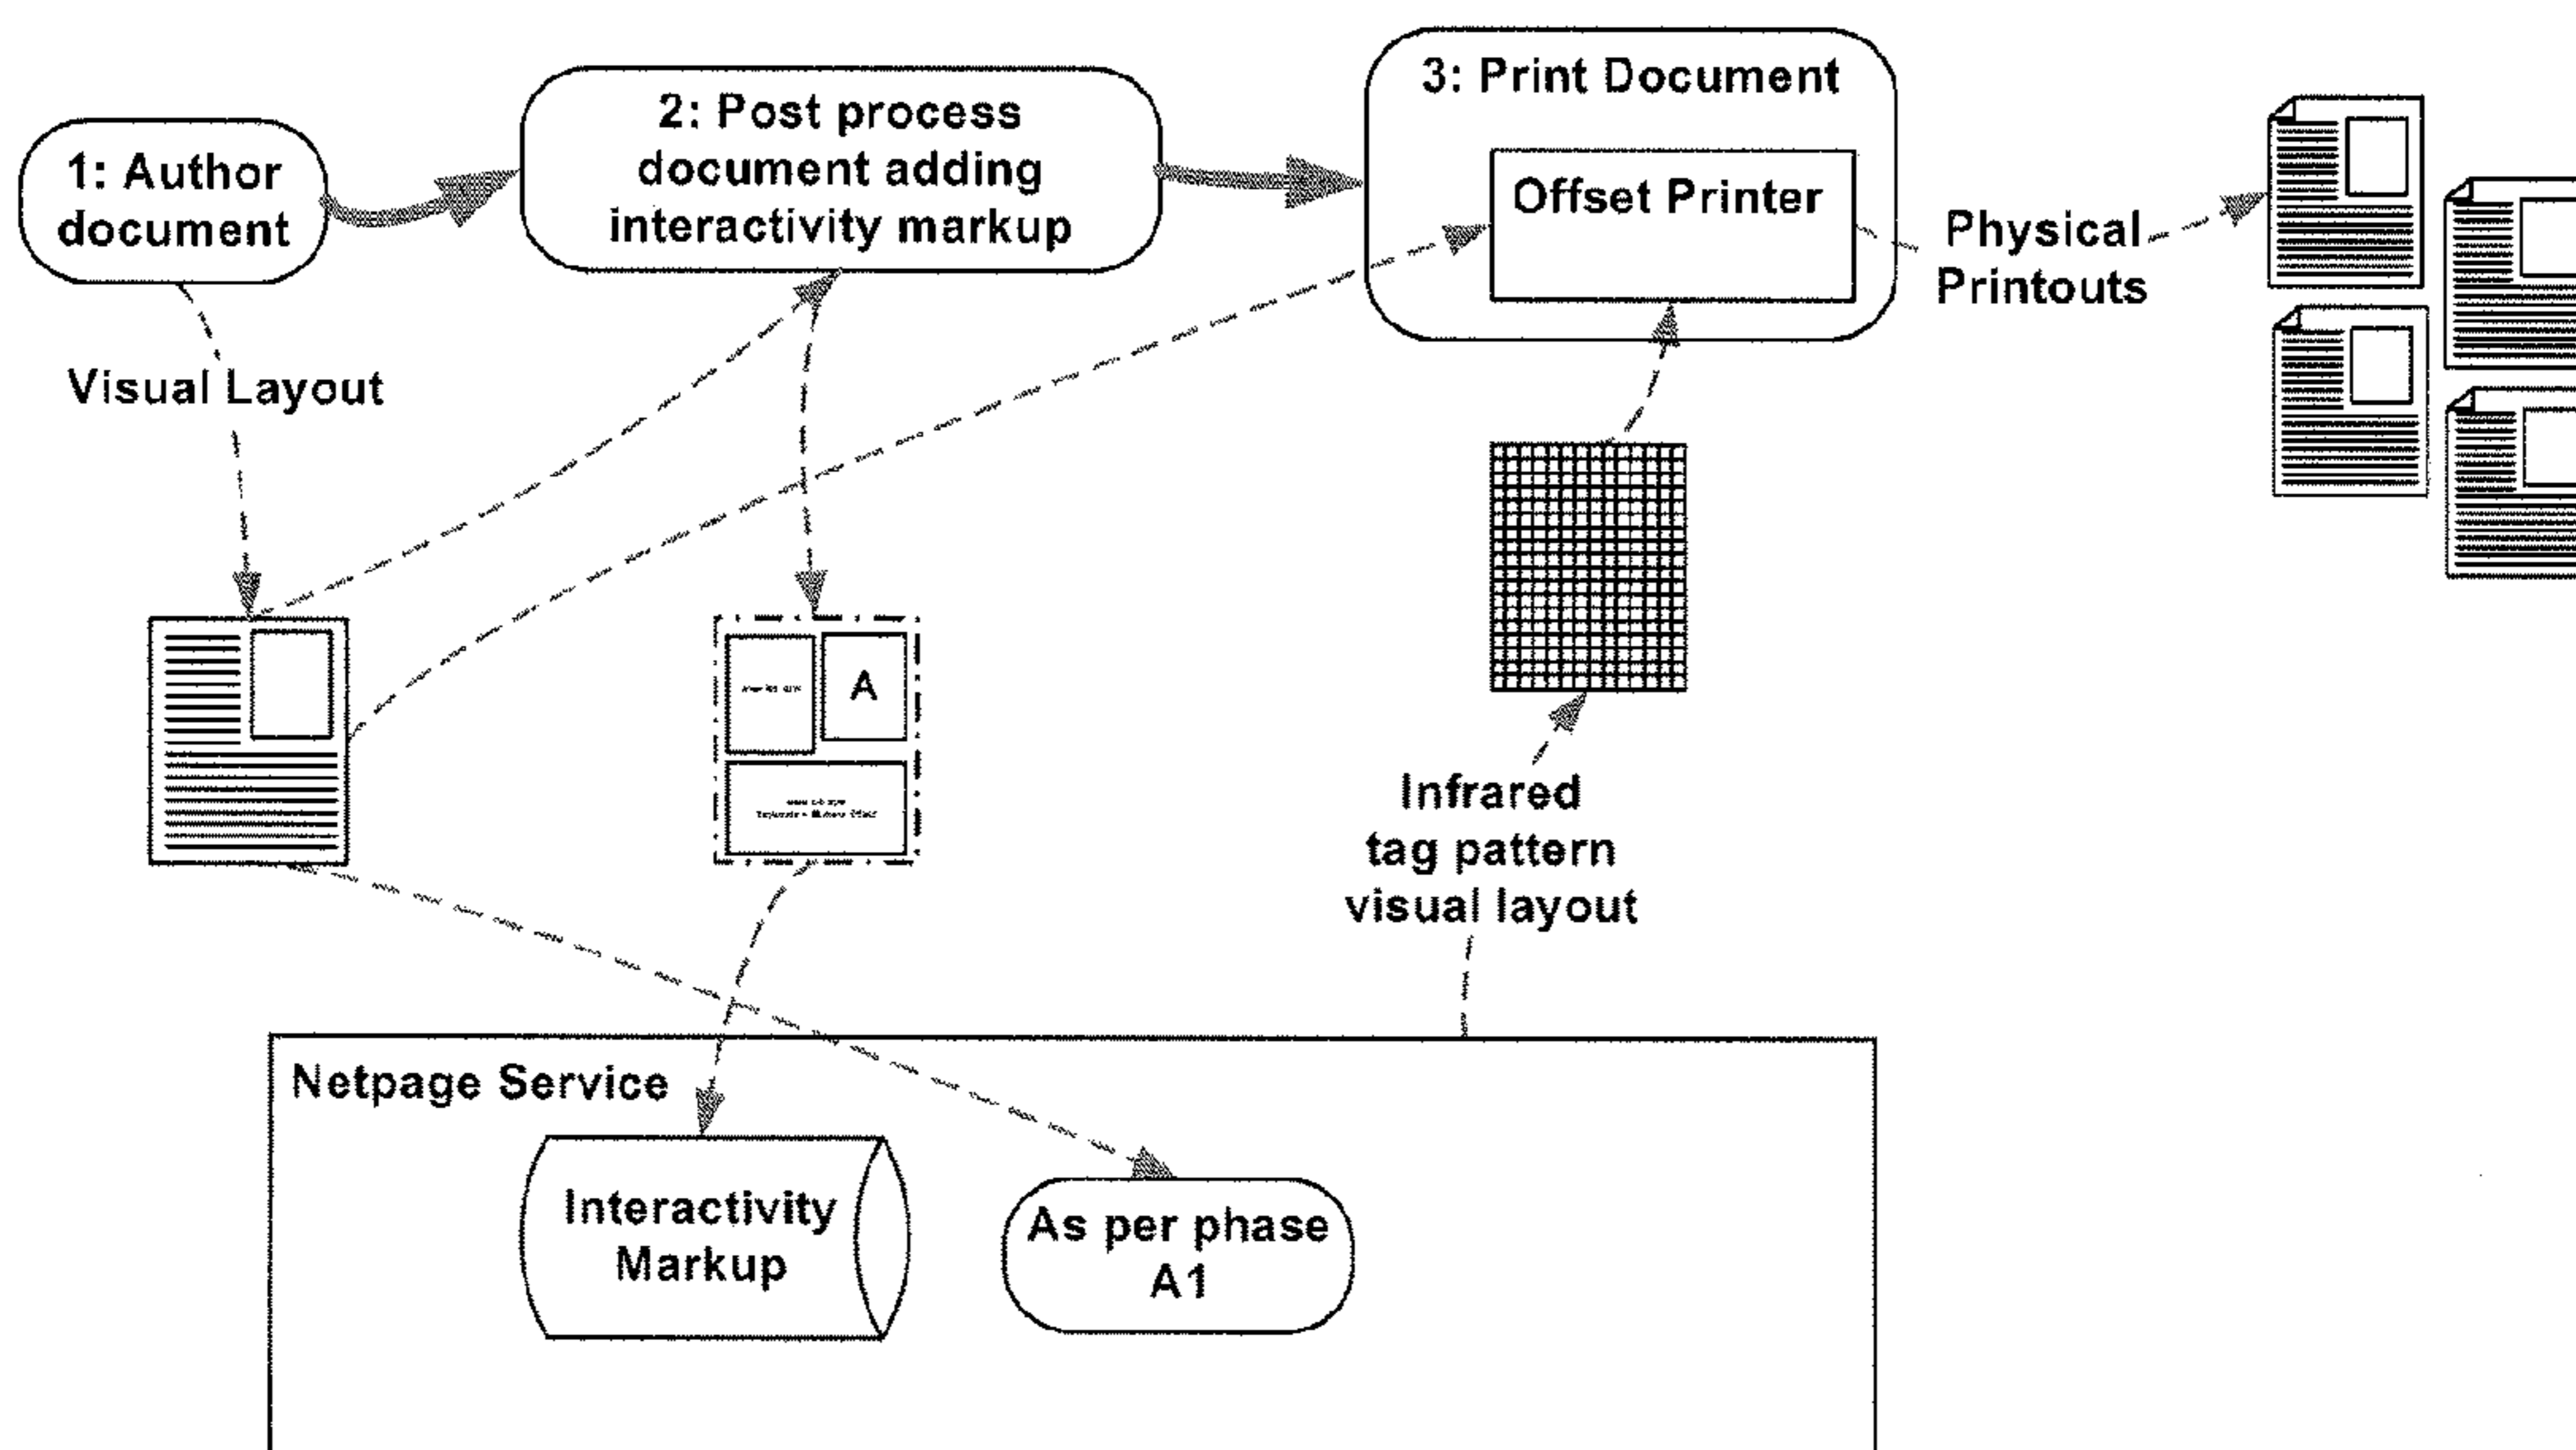 1: Author
document
2: Post process
document adding
interactivity markup
3: Print Document
Offset Printer
Physical
Printouts
Visual Layout
A
Infrared
tag pattern
visual layout
Netpage Service
Interactivity
Markup
As per phase
A1